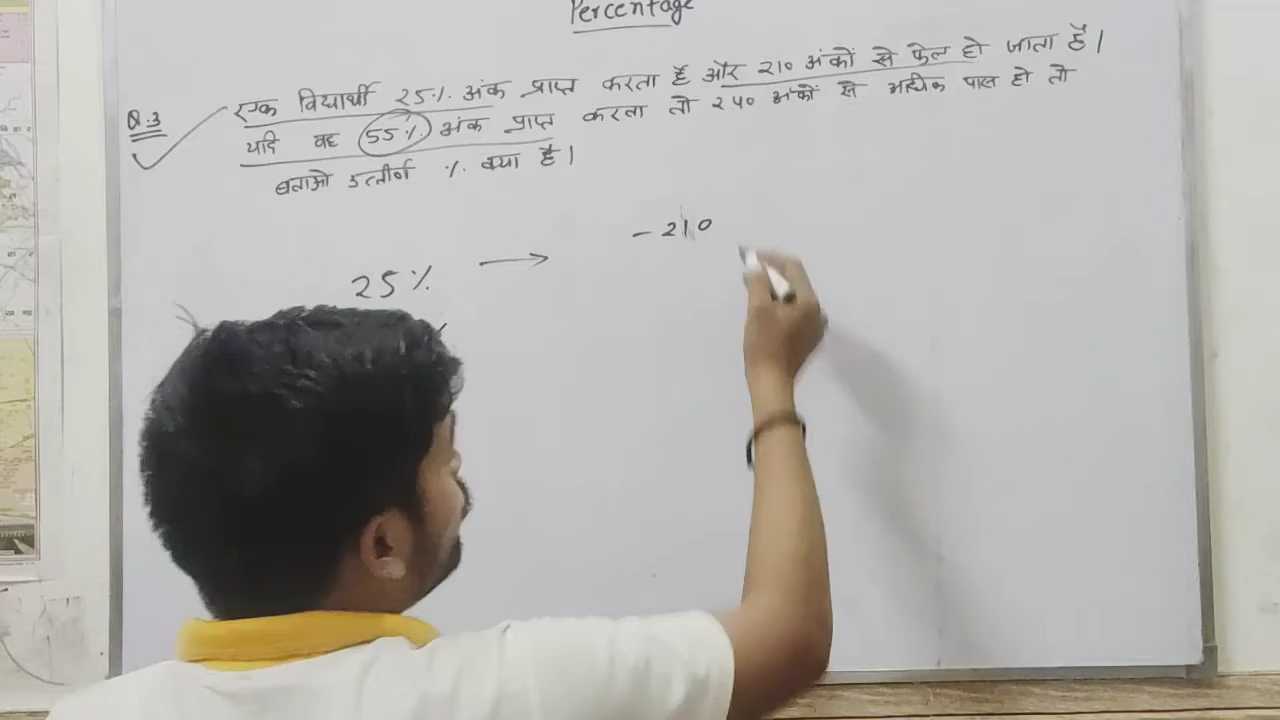 Percentage
Q.3 एक विद्यार्थी 25% अंक प्राप्त करता है और 210 अंकों से फेल हो जाता है।
यदि वह 55% अंक प्राप्त करता तो 240 अंकों से अधिक पास हो तो
बताओ उत्तीर्ण % क्या है।
25% → - 210